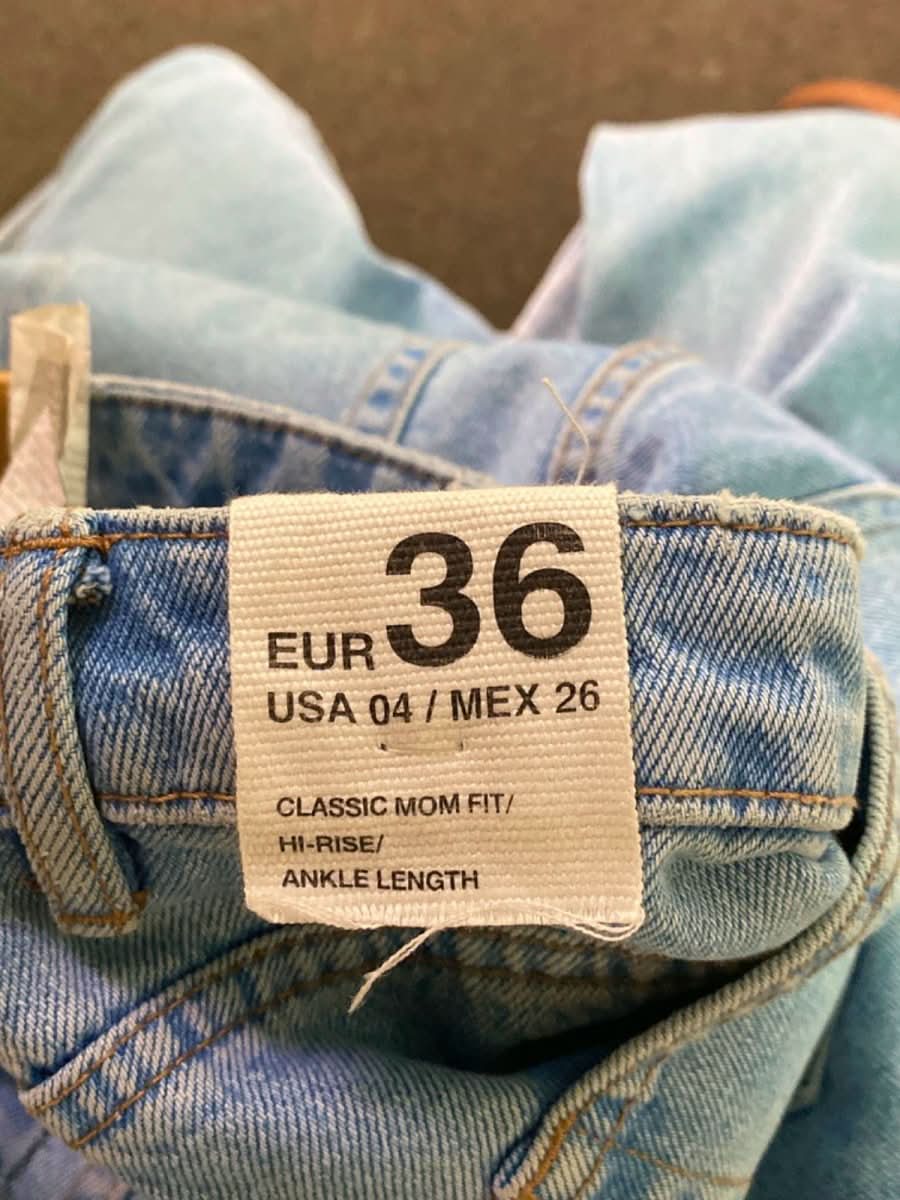 EUR 36
USA 04 / MEX 26
CLASSIC MOM FIT/
HI-RISE/
ANKLE LENGTH